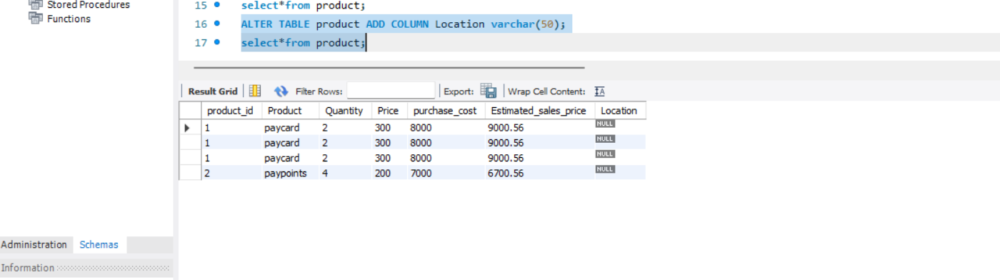 Stored Procedures
Functions
15 select*from product;
16 ALTER TABLE product ADD COLUMN Location varchar(50);
17 select*from product;
Result Grid Filter Rows: Export: Wrap Cell Content: IA
product_id Product Quantity Price purchase_cost Estimated_sales_price Location
1 paycard 2 300 8000 9000.56 NULL
1 paycard 2 300 8000 9000.56 NULL
1 paycard 2 300 8000 9000.56 NULL
2 paypoints 4 200 7000 6700.56 NULL
Administration Schemas
Information